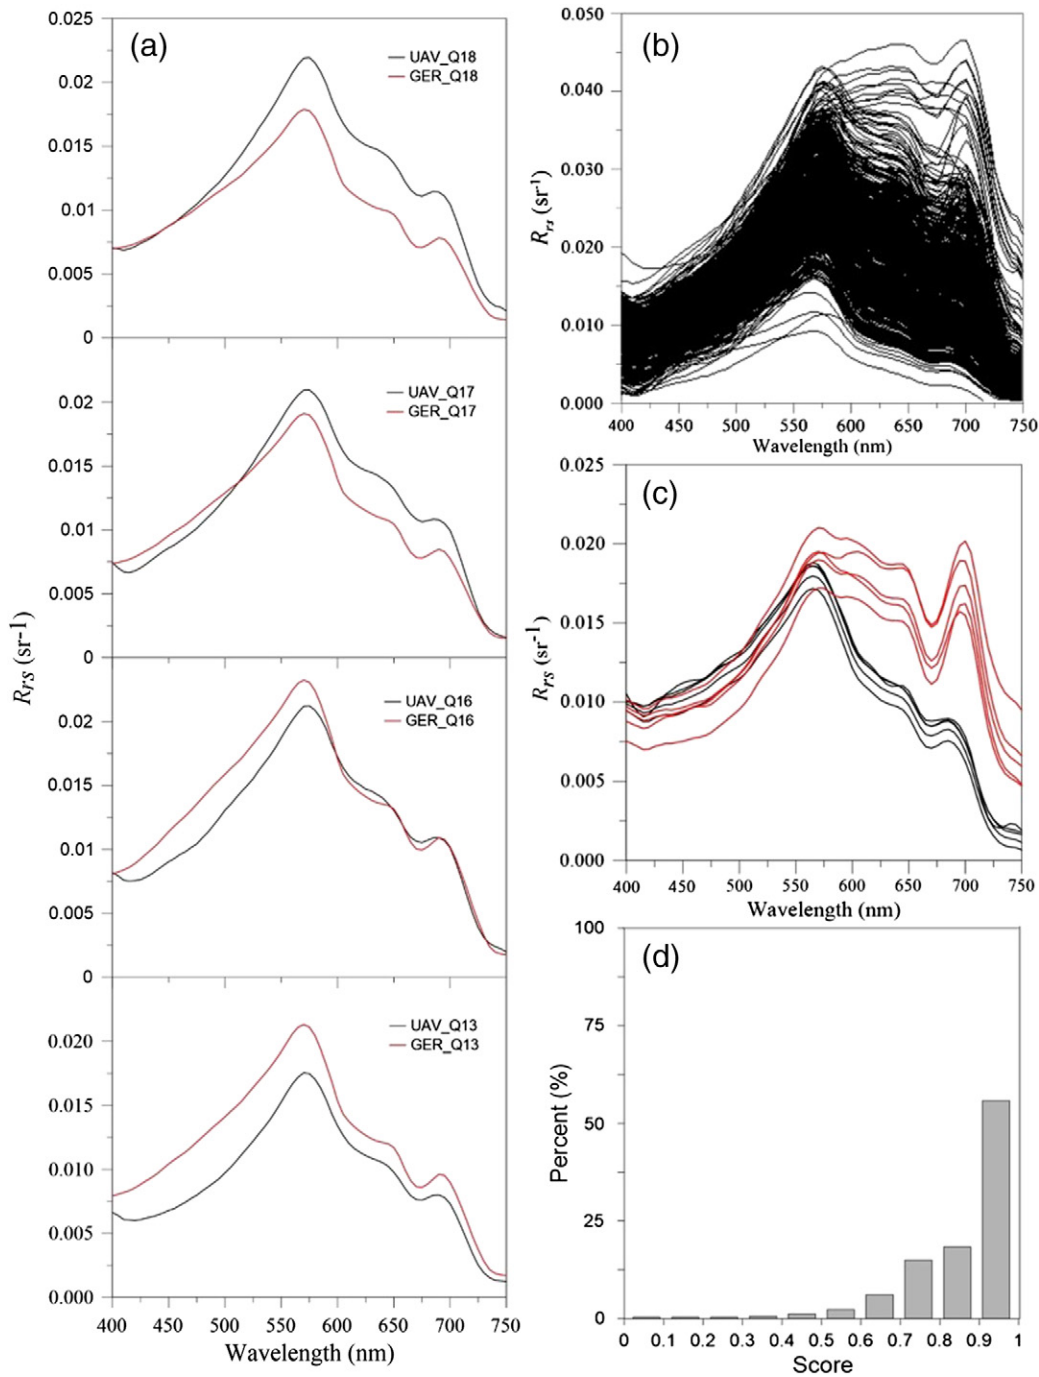 (a)
UAV_Q18
GER_Q18
0.025
0.02
0.015
0.01
0.005
0
UAV_Q17
GER_Q17
0.02
0.015
0.01
0.005
0
UAV_Q16
GER_Q16
0.02
0.015
0.01
0.005
0
UAV_Q13
GER_Q13
0.020
0.015
0.010
0.005
0.000
400 450 500 550 600 650 700 750
Wavelength (nm)
Rrs (sr-1)
(b)
0.050
0.040
0.030
0.020
0.010
0.000
Rrs (sr-1)
400 450 500 550 600 650 700 750
Wavelength (nm)
(c)
0.025
0.020
0.015
0.010
0.005
0.000
Rrs (sr-1)
400 450 500 550 600 650 700 750
Wavelength (nm)
(d)
100
75
50
25
0
Percent (%)
0 0.1 0.2 0.3 0.4 0.5 0.6 0.7 0.8 0.9 1
Score